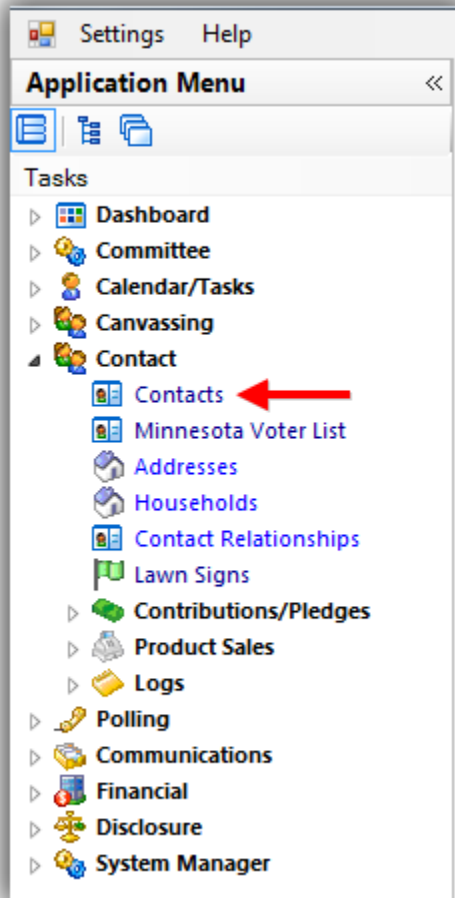 Settings Help
Application Menu «
Tasks
Dashboard
Committee
Calendar/Tasks
Canvassing
Contact
Contacts
Minnesota Voter List
Addresses
Households
Contact Relationships
Lawn Signs
Contributions/Pledges
Product Sales
Logs
Polling
Communications
Financial
Disclosure
System Manager